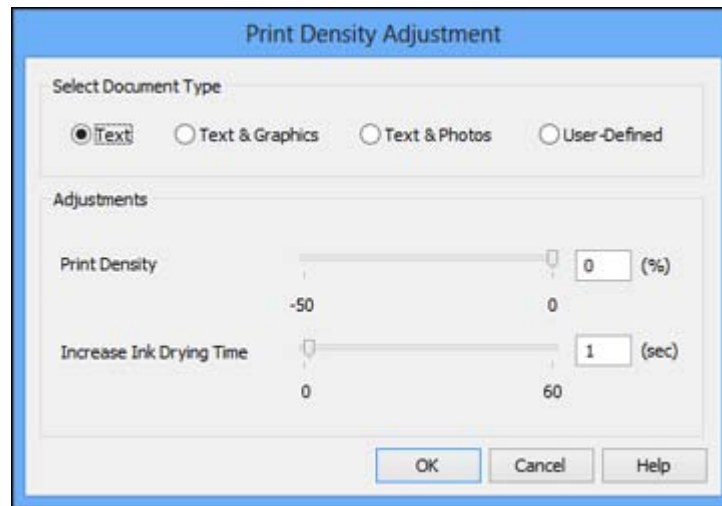 Print Density Adjustment
Select Document Type
Text Text & Graphics Text & Photos User-Defined
Adjustments
Print Density 0 (%)
-50 0
Increase Ink Drying Time 1 (sec)
0 60
OK Cancel Help